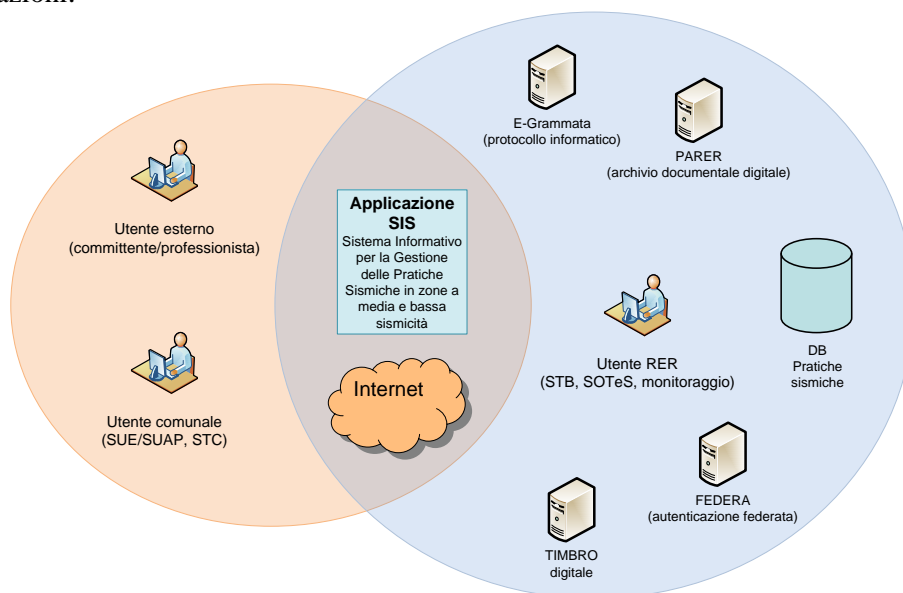 azioni.
E-Grammata
(protocollo informatico)
PARER
(archivio documentale digitale)
Utente esterno
(committente/professionista)
Applicazione
SIS
Sistema Informativo
per la Gestione
delle Pratiche
Sismiche in zone a
media e bassa
sismicità
Utente RER
(STB, SOTeS, monitoraggio)
DB
Pratiche
sismiche
Internet
Utente comunale
(SUE/SUAP, STC)
FEDERA
(autenticazione federata)
TIMBRO
digitale